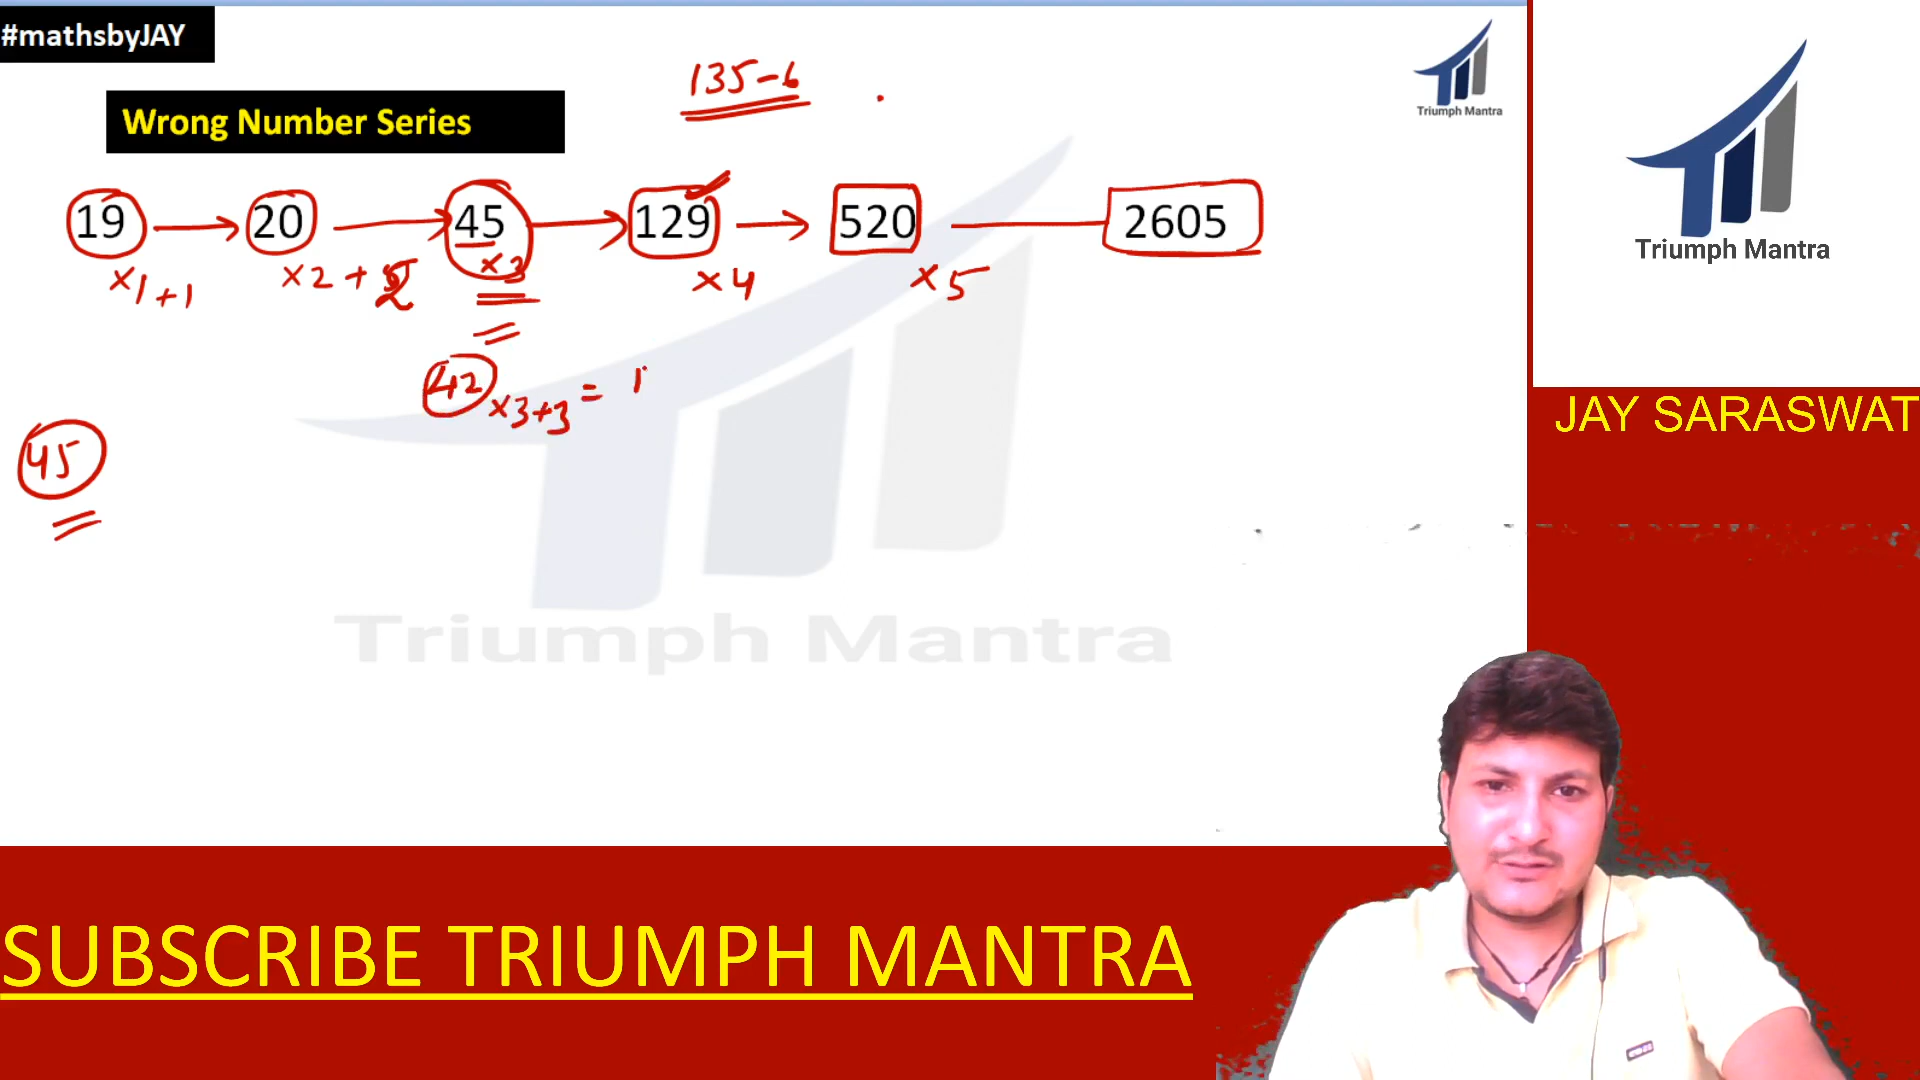 #mathsbyJAY
135-6
Triumph Mantra
Wrong Number Series
19 20 45 129 520 2605
×1+1 ×2+2 ×3 ×4 ×5
42 ×3+3 = 1
45
Triumph Mantra
Triumph Mantra
JAY SARASWAT
SUBSCRIBE TRIUMPH MANTRA